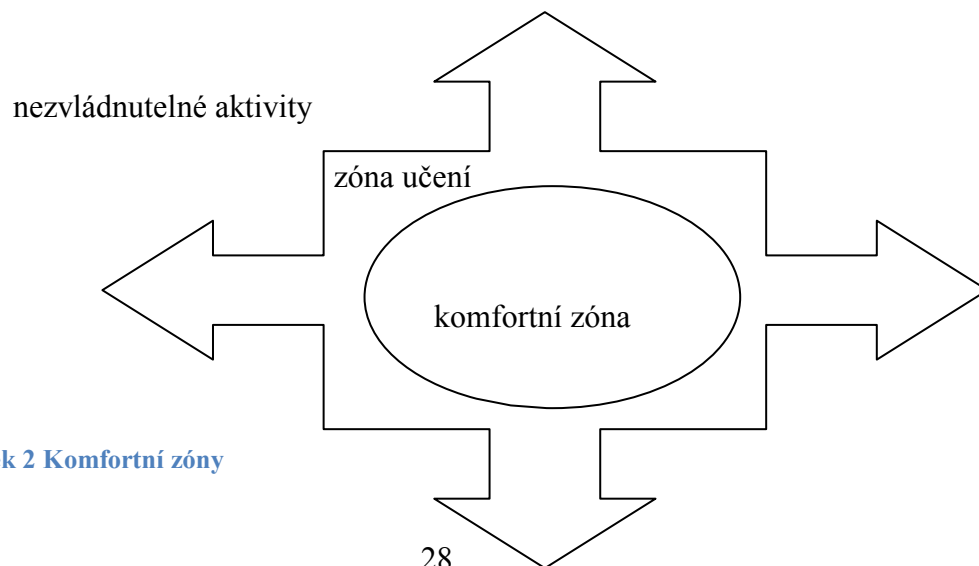 nezvládnutelné aktivity
zóna učení
komfortní zóna
k 2 Komfortní zóny
28